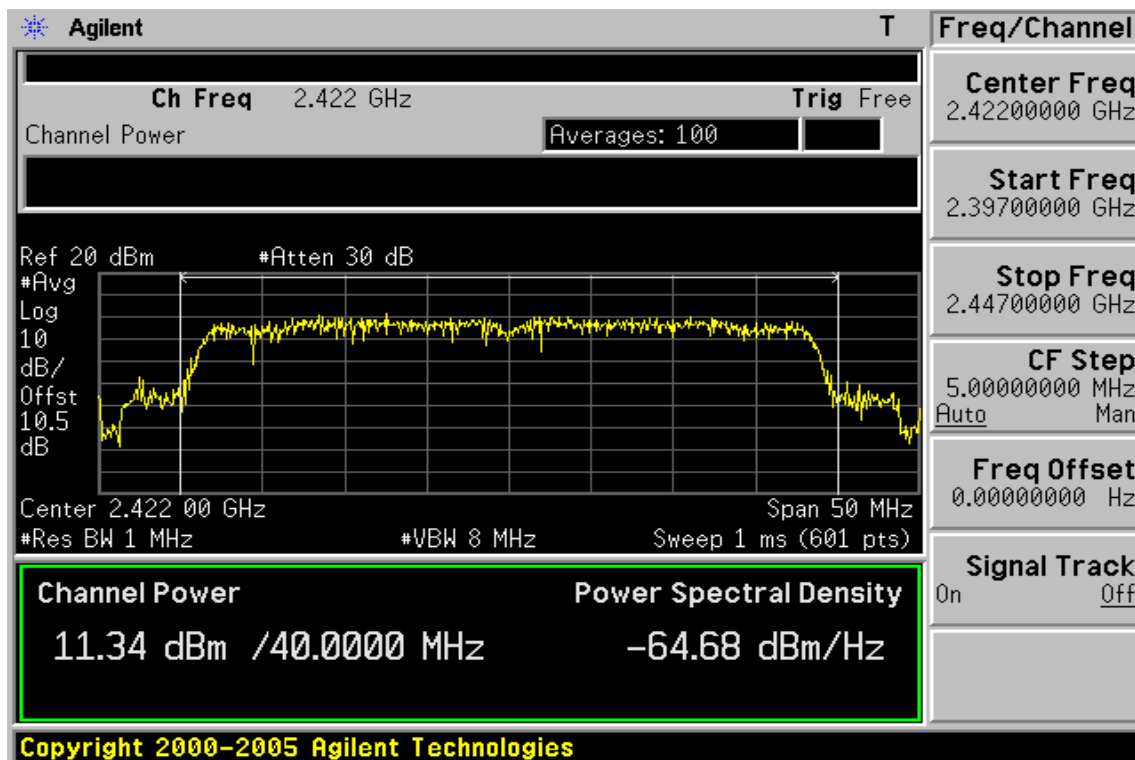 Agilent T Freq/Channel
Ch Freq 2.422 GHz Trig Free
Channel Power Averages: 100
Center Freq
2.42200000 GHz
Start Freq
2.39700000 GHz
Stop Freq
2.44700000 GHz
CF Step
5.00000000 MHz
Auto Man
Freq Offset
0.00000000 Hz
Signal Track
On Off
Ref 20 dBm #Atten 30 dB
#Avg
Log
10
dB/
Offst
10.5
dB
Center 2.422 00 GHz Span 50 MHz
#Res BW 1 MHz #VBW 8 MHz Sweep 1 ms (601 pts)
Channel Power Power Spectral Density
11.34 dBm /40.0000 MHz -64.68 dBm/Hz
Copyright 2000-2005 Agilent Technologies